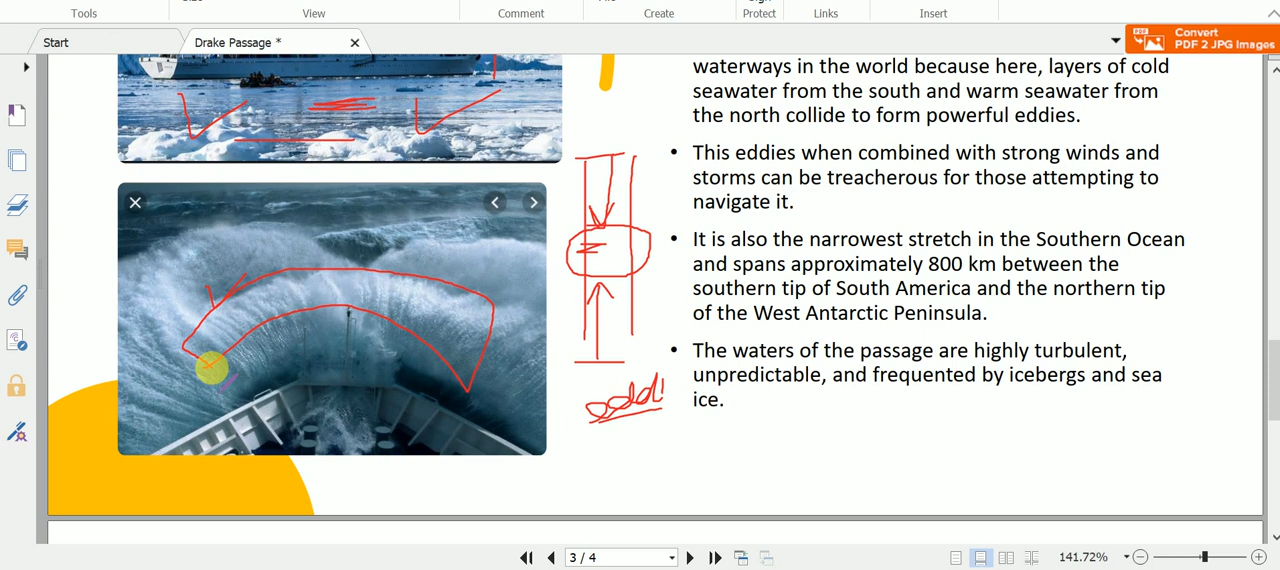 Tools
View
Comment
Create
Protect
Links
Insert
Start
Drake Passage *
Convert
PDF 2 JPG Images
waterways in the world because here, layers of cold
seawater from the south and warm seawater from
the north collide to form powerful eddies.
• This eddies when combined with strong winds and
storms can be treacherous for those attempting to
navigate it.
• It is also the narrowest stretch in the Southern Ocean
and spans approximately 800 km between the
southern tip of South America and the northern tip
of the West Antarctic Peninsula.
• The waters of the passage are highly turbulent,
unpredictable, and frequented by icebergs and sea
ice.
3 / 4
141.72%